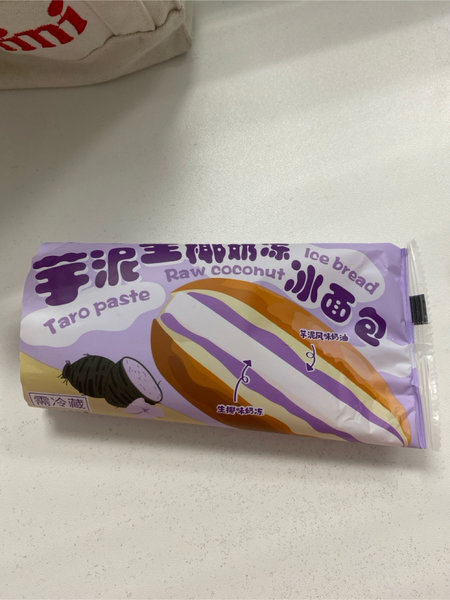 芋泥生椰奶冻
Raw coconut
Ice bread
冰面包
Taro paste
芋泥风味奶油
生椰味奶冻
需冷藏